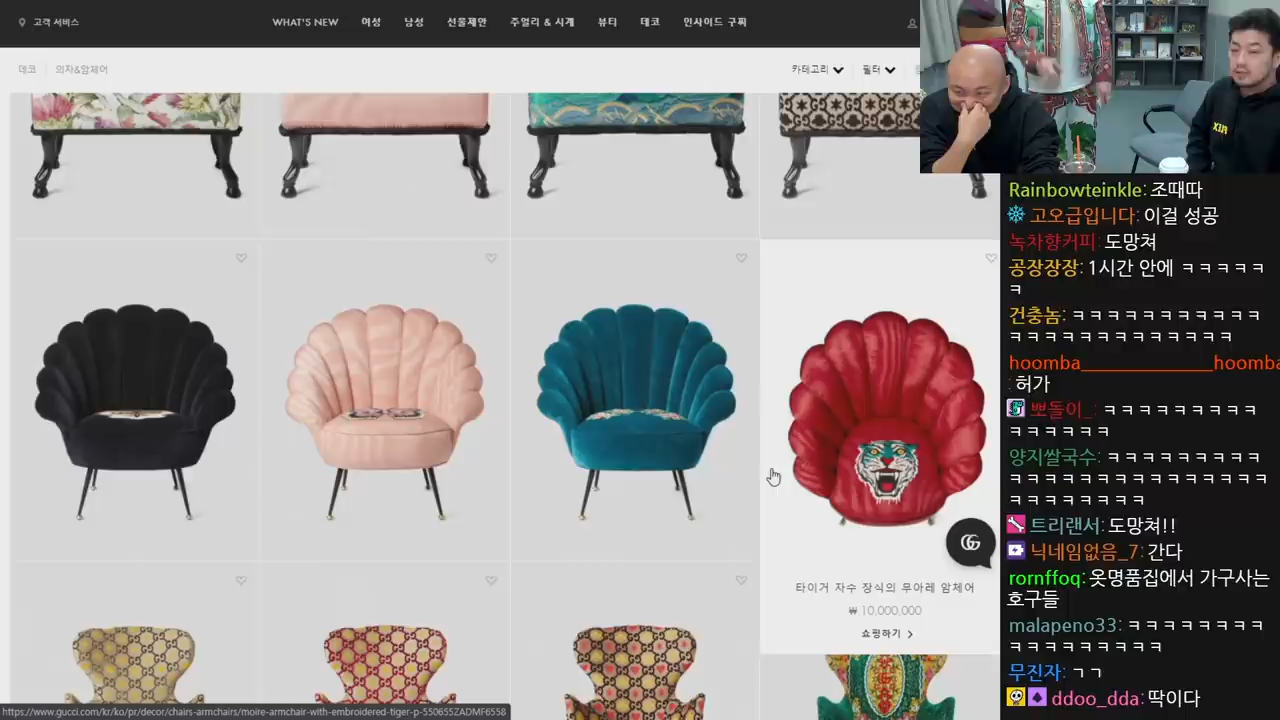 고객 서비스
WHAT'S NEW 여성 남성 선물제안 주얼리 & 시계 뷰티 데코 인사이드 구찌
데코 의자&암체어
카테고리 필터
타이거 자수 장식의 무아레 암체어
₩ 10,000,000
쇼핑하기
https://www.gucci.com/kr/ko/pr/decor/chairs-armchairs/moire-armchair-with-embroidered-tiger-p-550655ZADMF6558
Rainbowteinkle: 조때따
고오급입니다: 이걸 성공
녹차향커피: 도망쳐
공장장장: 1시간 안에 ㅋㅋㅋㅋㅋ
ㅋ
건충놈: ㅋㅋㅋㅋㅋㅋㅋㅋㅋㅋㅋ
ㅋㅋㅋㅋㅋㅋㅋㅋㅋㅋㅋㅋㅋ
hoomba______________hoomba
: 허가
뽀돌이_: ㅋㅋㅋㅋㅋㅋㅋㅋㅋ
ㅋㅋㅋㅋㅋㅋ
양지쌀국수: ㅋㅋㅋㅋㅋㅋㅋㅋㅋ
ㅋㅋㅋㅋㅋㅋㅋㅋㅋㅋㅋㅋㅋㅋㅋ
ㅋㅋㅋㅋㅋㅋㅋㅋ
트리랜서: 도망쳐!!
닉네임없음_7: 간다
rornffoq: 옷명품집에서 가구사는
호구들
malapeno33: ㅋㅋㅋㅋㅋㅋㅋㅋ
ㅋㅋㅋㅋㅋㅋㅋㅋㅋ
무진자: ㄱㄱ
ddoo_dda: 딱이다